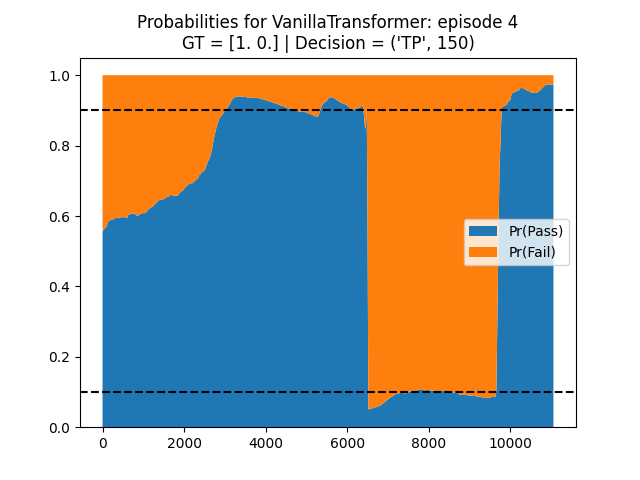 Probabilities for VanillaTransformer: episode 4
GT = [1. 0.] | Decision = ('TP', 150)
1.0
0.8
0.6
0.4
0.2
0.0
Pr(Pass)
Pr(Fail)
0 2000 4000 6000 8000 10000